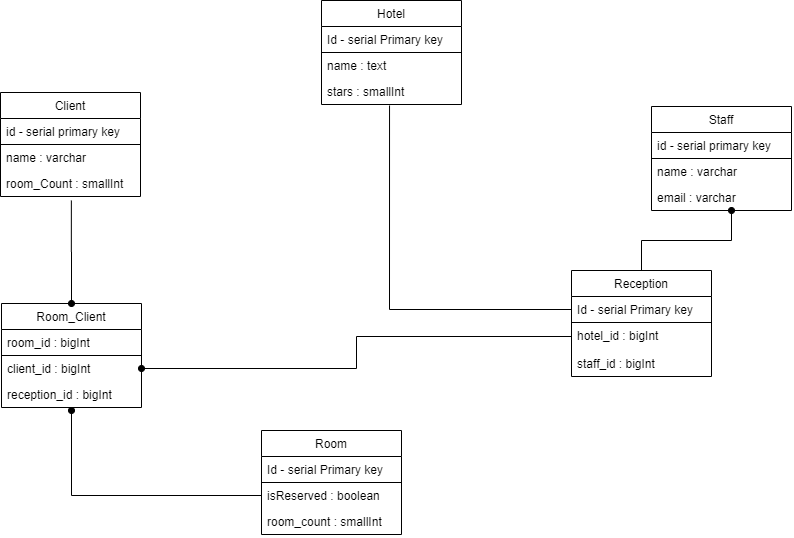 Hotel
Id - serial Primary key
name : text
stars : smallInt
Client
id - serial primary key
name : varchar
room_Count : smallInt
Staff
id - serial primary key
name : varchar
email : varchar
Reception
Id - serial Primary key
hotel_id : bigInt
staff_id : bigInt
Room_Client
room_id : bigInt
client_id : bigInt
reception_id : bigInt
Room
Id - serial Primary key
isReserved : boolean
room_count : smallInt